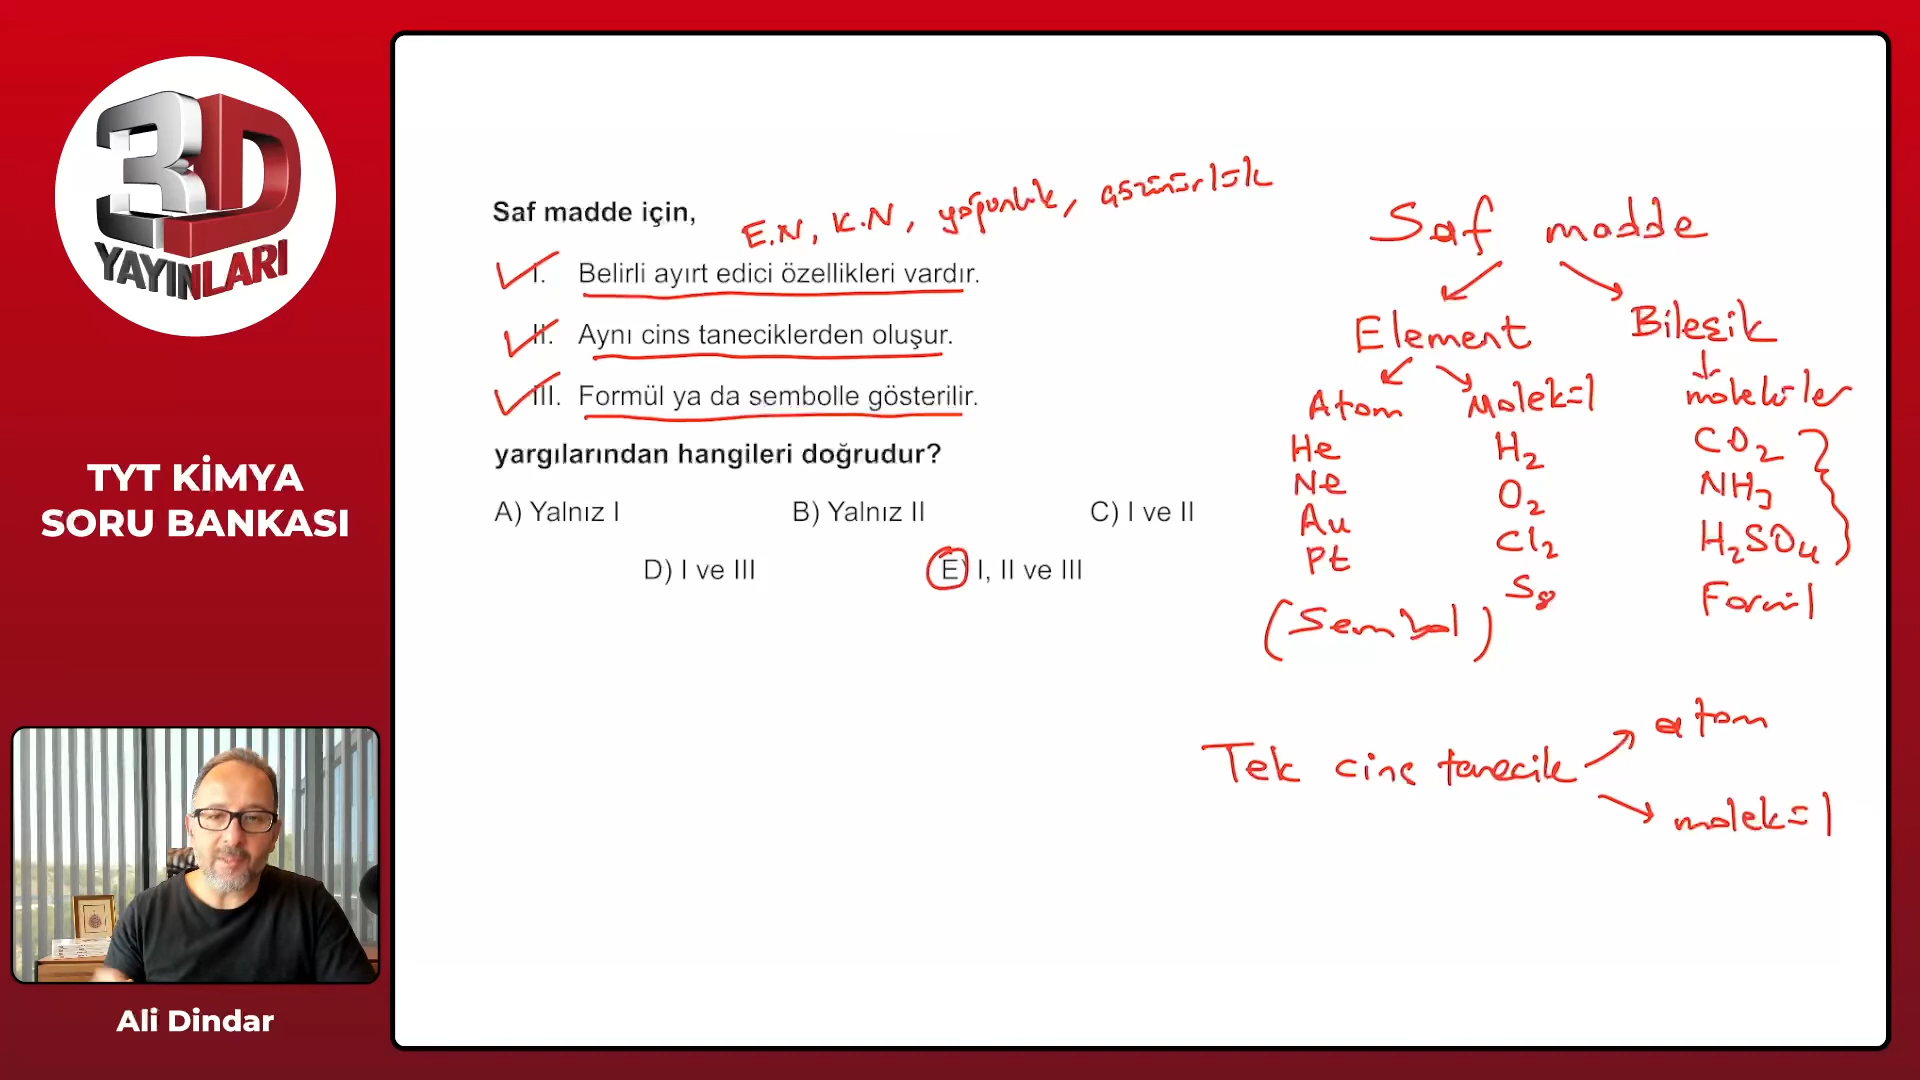 3D
YAYINLARI
TYT KİMYA
SORU BANKASI
Ali Dindar
Saf madde için,
E.N, K.N, yoğunluk, çözünürlük
I. Belirli ayırt edici özellikleri vardır.
II. Aynı cins taneciklerden oluşur.
III. Formül ya da sembolle gösterilir.
yargılarından hangileri doğrudur?
A) Yalnız I B) Yalnız II C) I ve II
D) I ve III E) I, II ve III
Saf madde
Element Bileşik
Atom Molekül moleküler
He H2 CO2
Ne O2 NH3
Au Cl2 H2SO4
Pt S8 Formül
(Sembol)
Tek cins tanecik
atom
molekül